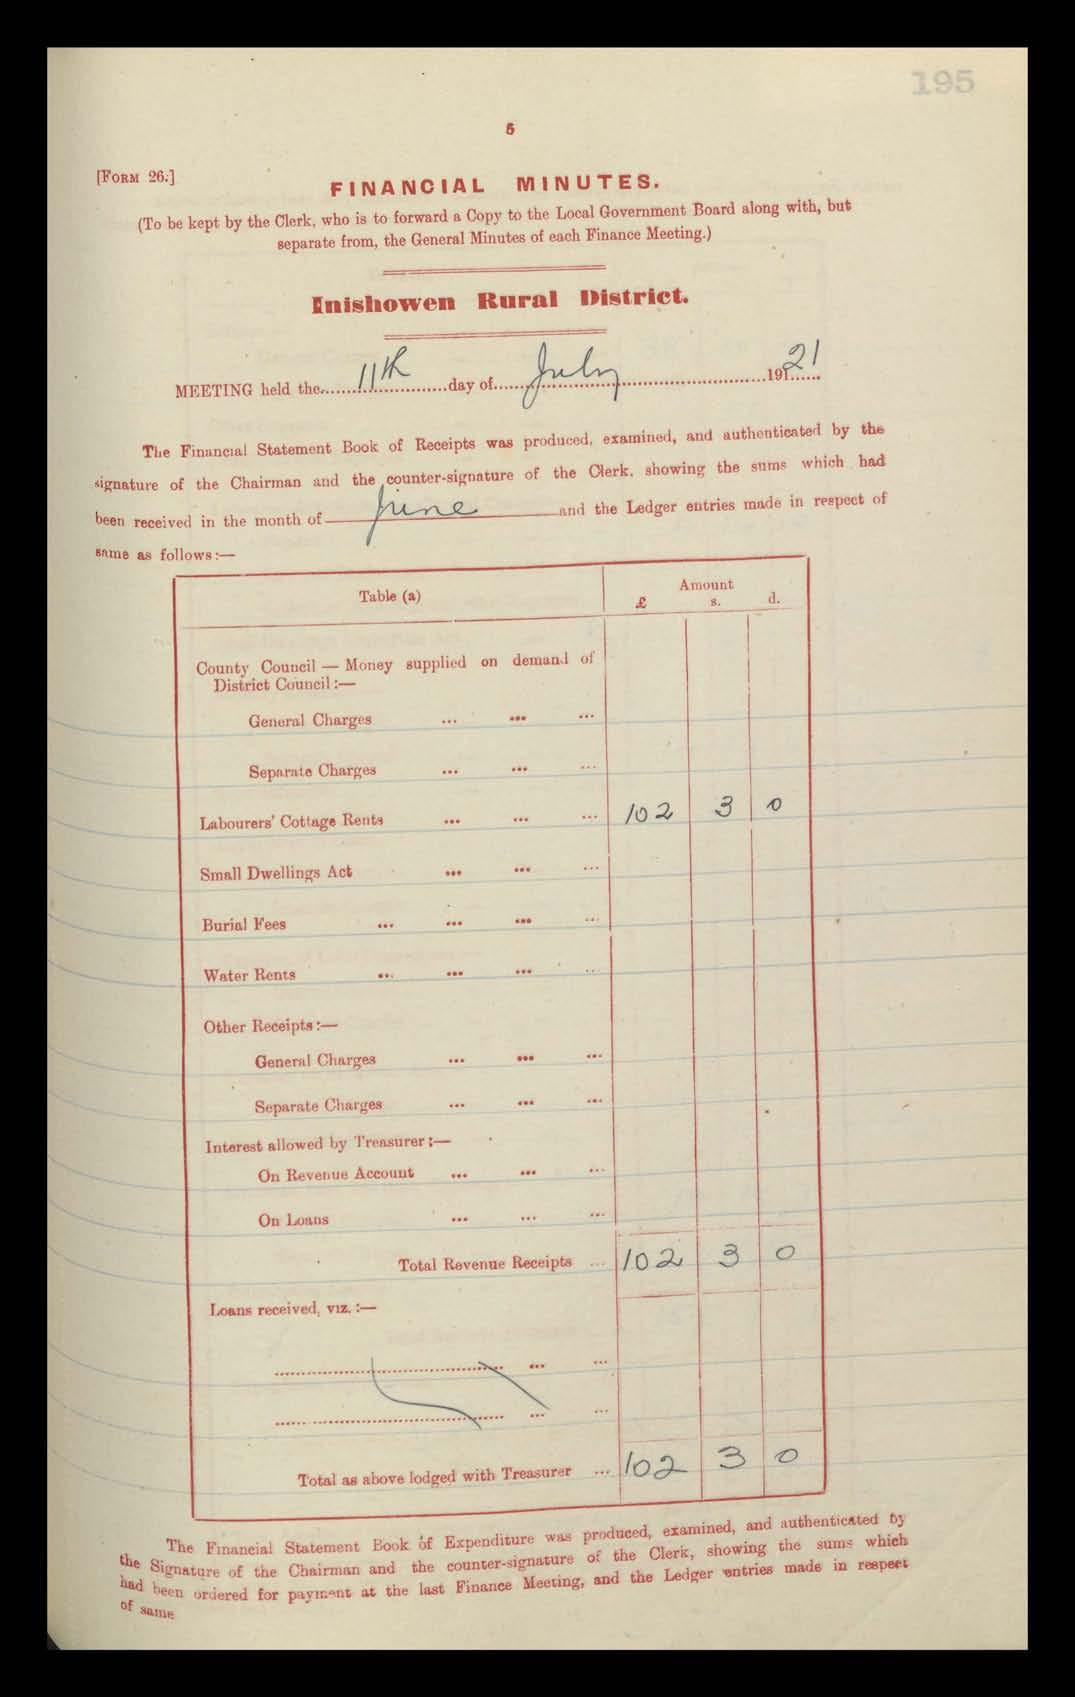 195
5
[FORM 26.]
FINANCIAL MINUTES.
(To be kept by the Clerk, who is to forward a Copy to the Local Government Board along with, but
separate from, the General Minutes of each Finance Meeting.)
Inishowen Rural District.
MEETING held the 11th day of July 1921
The Financial Statement Book of Receipts was produced, examined, and authenticated by the
signature of the Chairman and the counter-signature of the Clerk, showing the sums which had
been received in the month of June and the Ledger entries made in respect of
same as follows:—
Table (a) Amount
£ s. d.
County Council — Money supplied on demand of
District Council:—
General Charges ... ... ...
Separate Charges ... ... ...
Labourers' Cottage Rents ... ... ... 102 3 0
Small Dwellings Act ... ... ...
Burial Fees ... ... ... ...
Water Rents ... ... ... ...
Other Receipts:—
General Charges ... ... ...
Separate Charges ... ... ...
Interest allowed by Treasurer:—
On Revenue Account ... ... ...
On Loans ... ... ...
Total Revenue Receipts ... 102 3 0
Loans received, viz.:—
... ...
... ...
Total as above lodged with Treasurer ... 102 3 0
The Financial Statement Book of Expenditure was produced, examined, and authenticated by
the Signature of the Chairman and the counter-signature of the Clerk, showing the sums which
had been ordered for payment at the last Finance Meeting, and the Ledger entries made in respect
of same